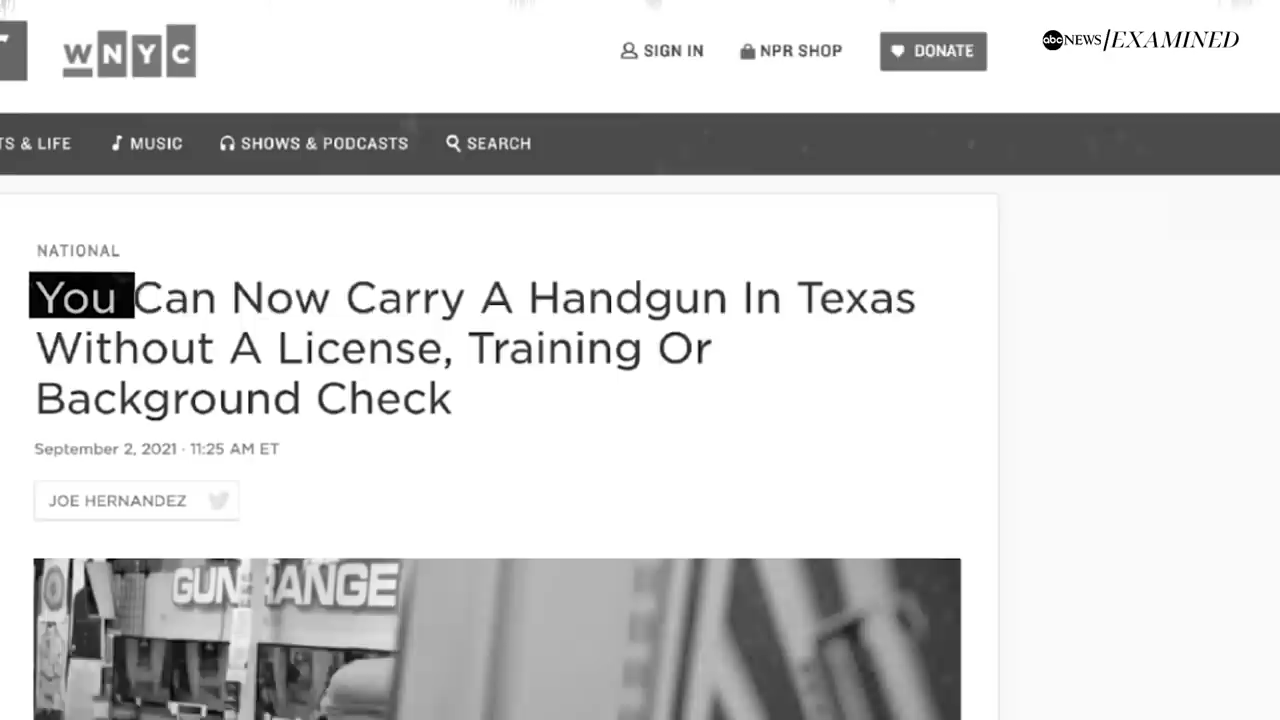 WNYC
SIGN IN
NPR SHOP
DONATE
abc NEWS/EXAMINED
TS & LIFE
MUSIC
SHOWS & PODCASTS
SEARCH
NATIONAL
You Can Now Carry A Handgun In Texas
Without A License, Training Or
Background Check
September 2, 2021 · 11:25 AM ET
JOE HERNANDEZ
GUN RANGE